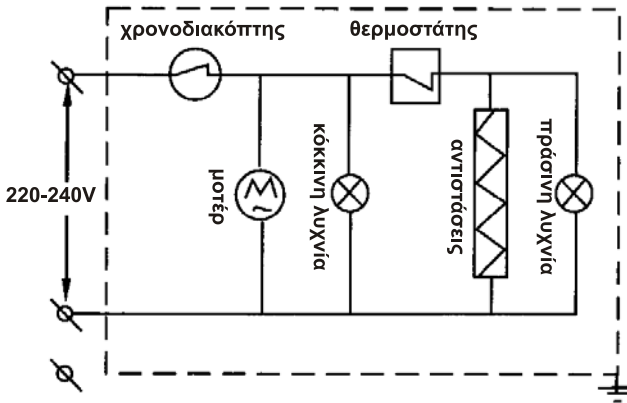 χρονοδιακόπτης
θερμοστάτης
220-240V
μοτέρ
M
~
κόκκινη λυχνία
αντιστάσεις
πράσινη λυχνία